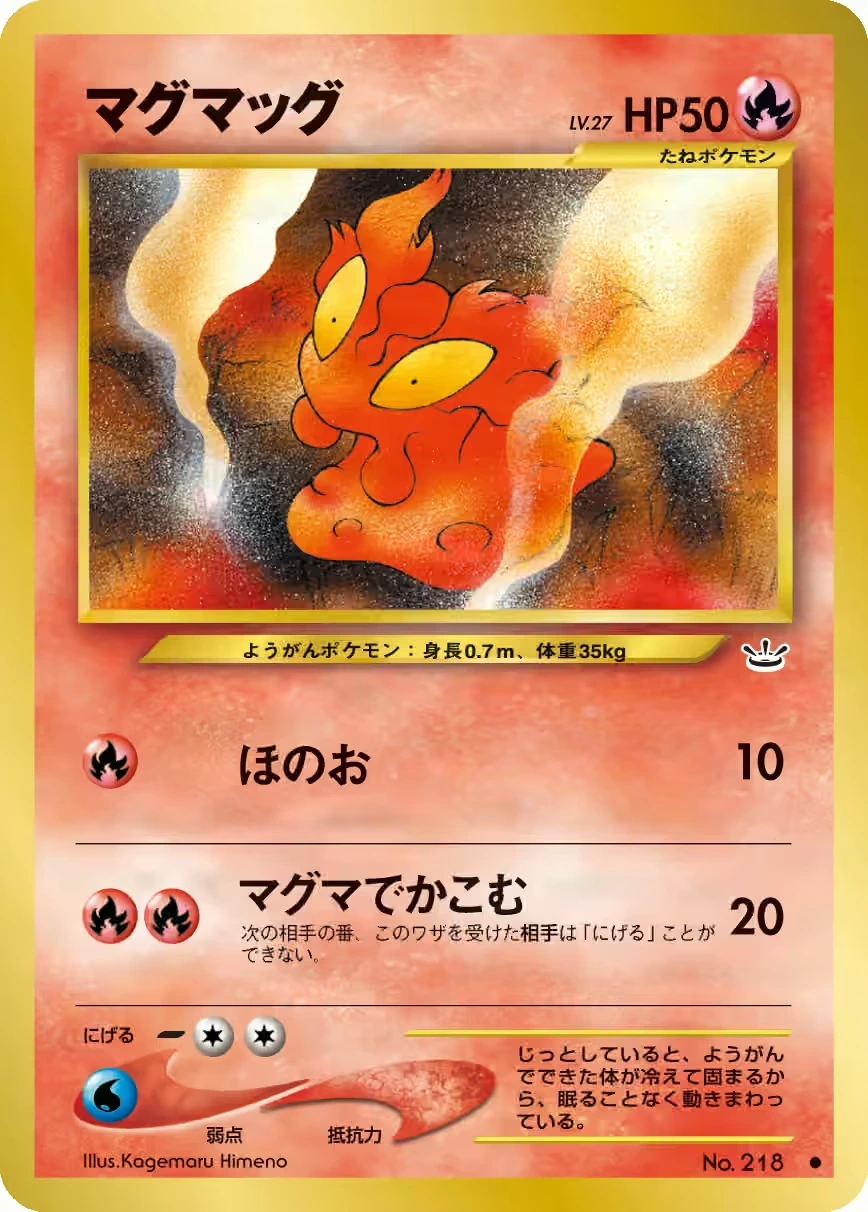 マグマッグ
LV.27 HP50
たねポケモン
ようがんポケモン：身長0.7m、体重35kg
ほのお 10
マグマでかこむ 20
次の相手の番、このワザを受けた相手は「にげる」ことが
できない。
にげる
じっとしていると、ようがん
でできた体が冷えて固まるか
ら、眠ることなく動きまわっ
ている。
弱点 抵抗力
Illus.Kagemaru Himeno
No. 218